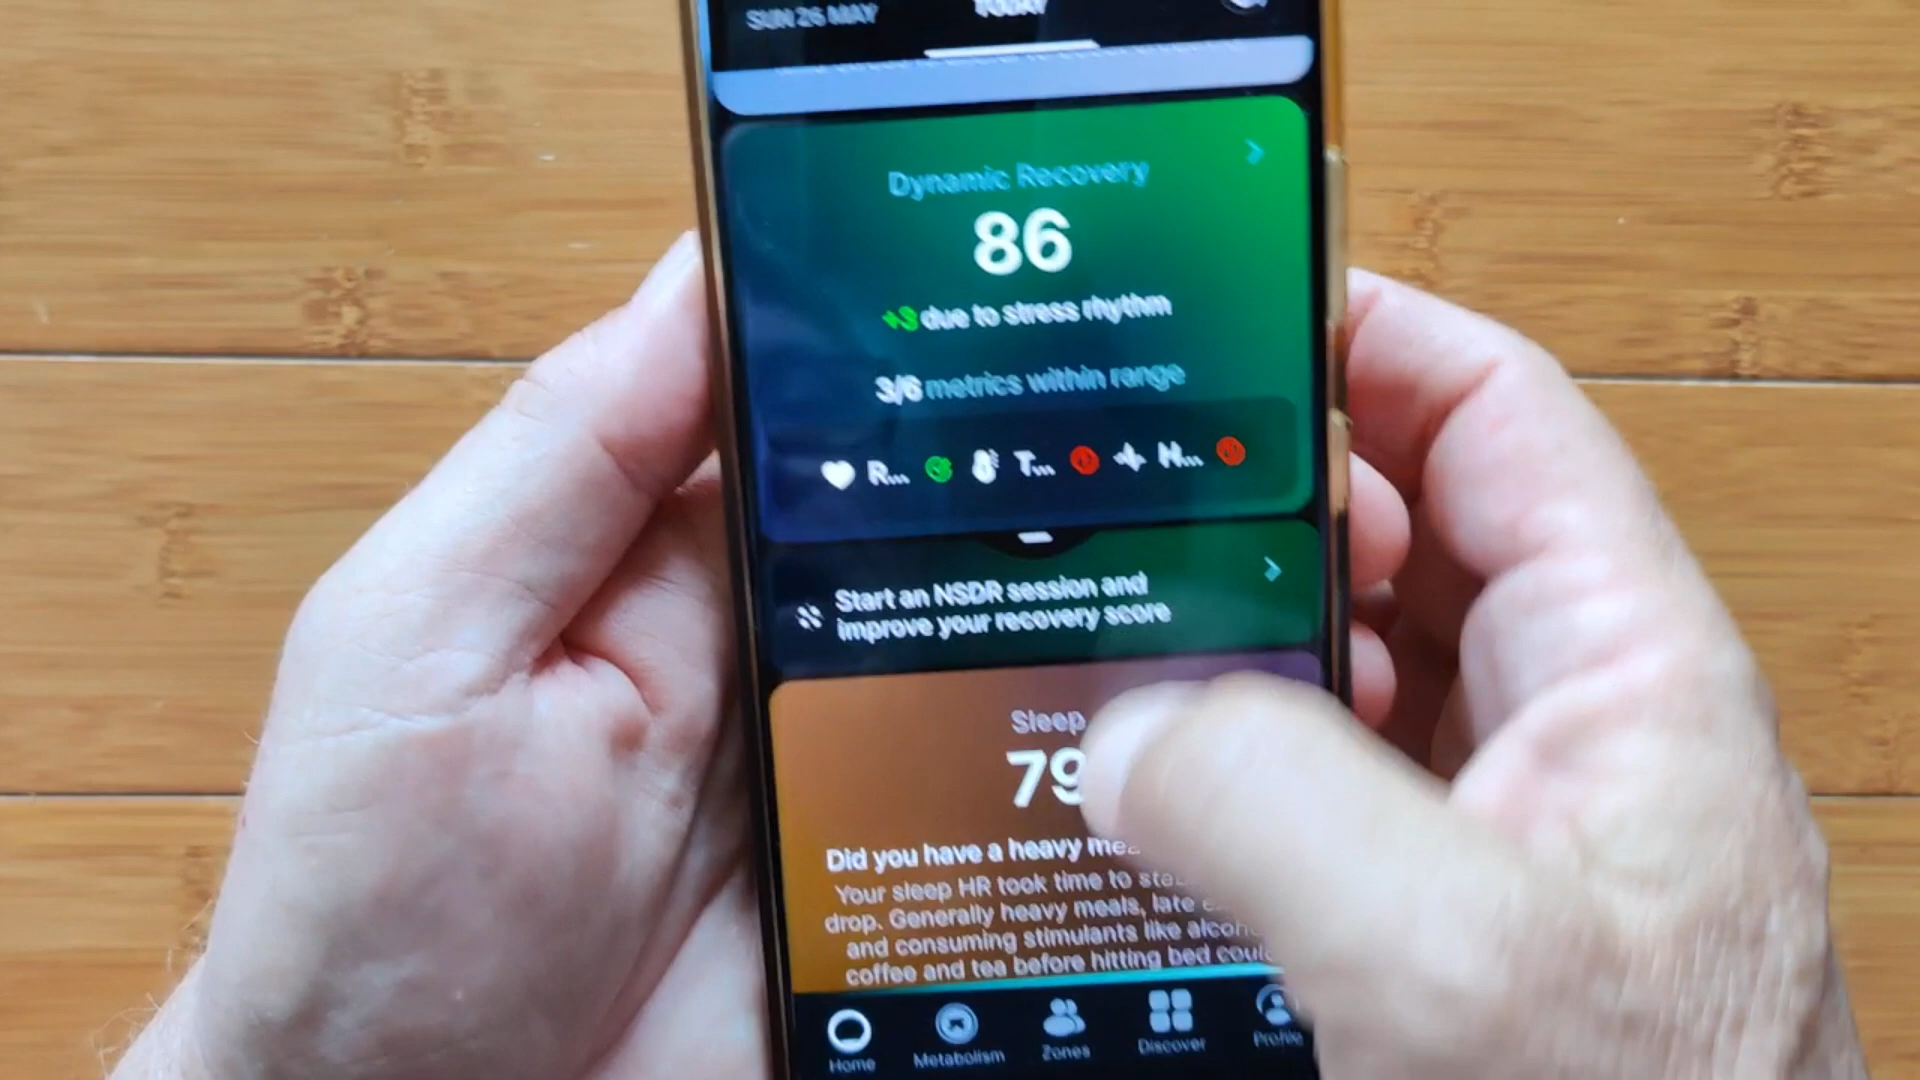 SUN 26 MAY
TODAY
Dynamic Recovery
86
+3 due to stress rhythm
3/6 metrics within range
R... T... H...
Start an NSDR session and
improve your recovery score
Sleep
79
Did you have a heavy
Your sleep HR took time to
drop. Generally heavy meals, late
and consuming stimulants like
coffee and tea before hitting bed
Home
Metabolism
Zones
Discover
Profile